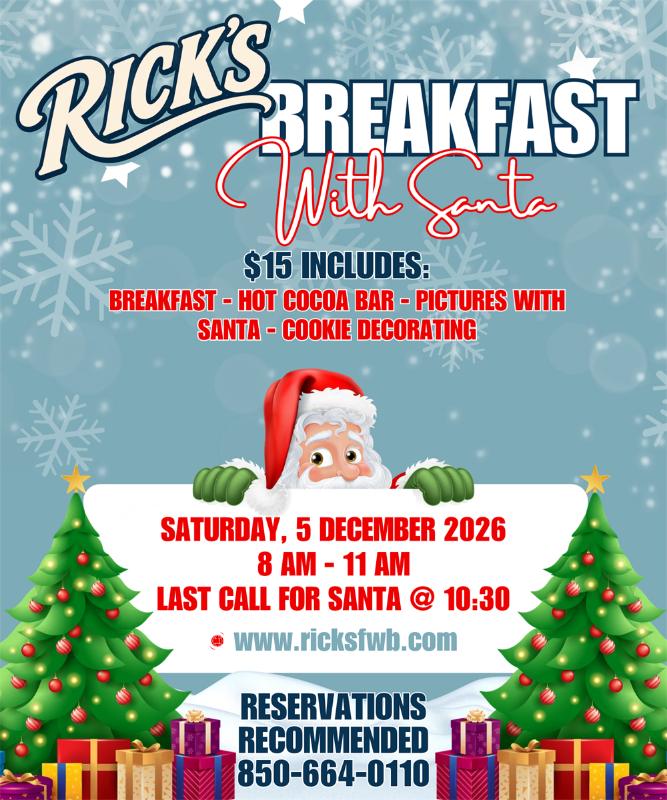 RICK'S
BREAKFAST
With Santa
$15 INCLUDES:
BREAKFAST - HOT COCOA BAR - PICTURES WITH
SANTA - COOKIE DECORATING
SATURDAY, 5 DECEMBER 2026
8 AM - 11 AM
LAST CALL FOR SANTA @ 10:30
www.ricksfwb.com
RESERVATIONS
RECOMMENDED
850-664-0110